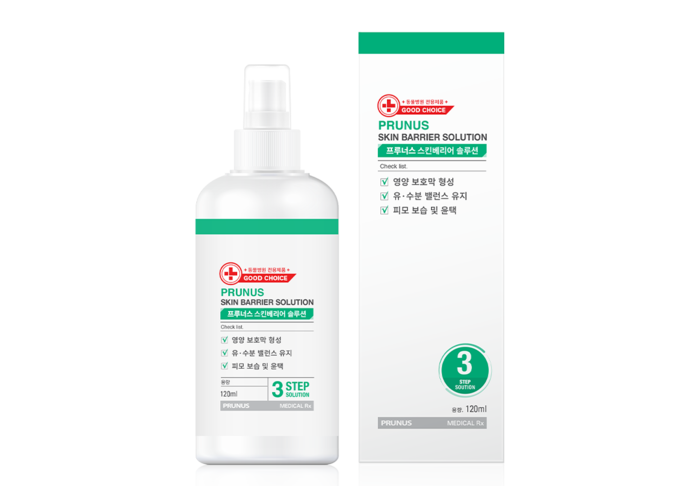 + 동물병원 전용제품 +
GOOD CHOICE
PRUNUS
SKIN BARRIER SOLUTION
프루너스 스킨베리어 솔루션
Check list.
영양 보호막 형성
유·수분 밸런스 유지
피모 보습 및 윤택
용량
120ml
3 STEP
SOLUTION
PRUNUS MEDICAL Rx
+ 동물병원 전용제품 +
GOOD CHOICE
PRUNUS
SKIN BARRIER SOLUTION
프루너스 스킨베리어 솔루션
Check list.
영양 보호막 형성
유·수분 밸런스 유지
피모 보습 및 윤택
3
STEP
SOUTION
용량. 120ml
PRUNUS MEDICAL Rx